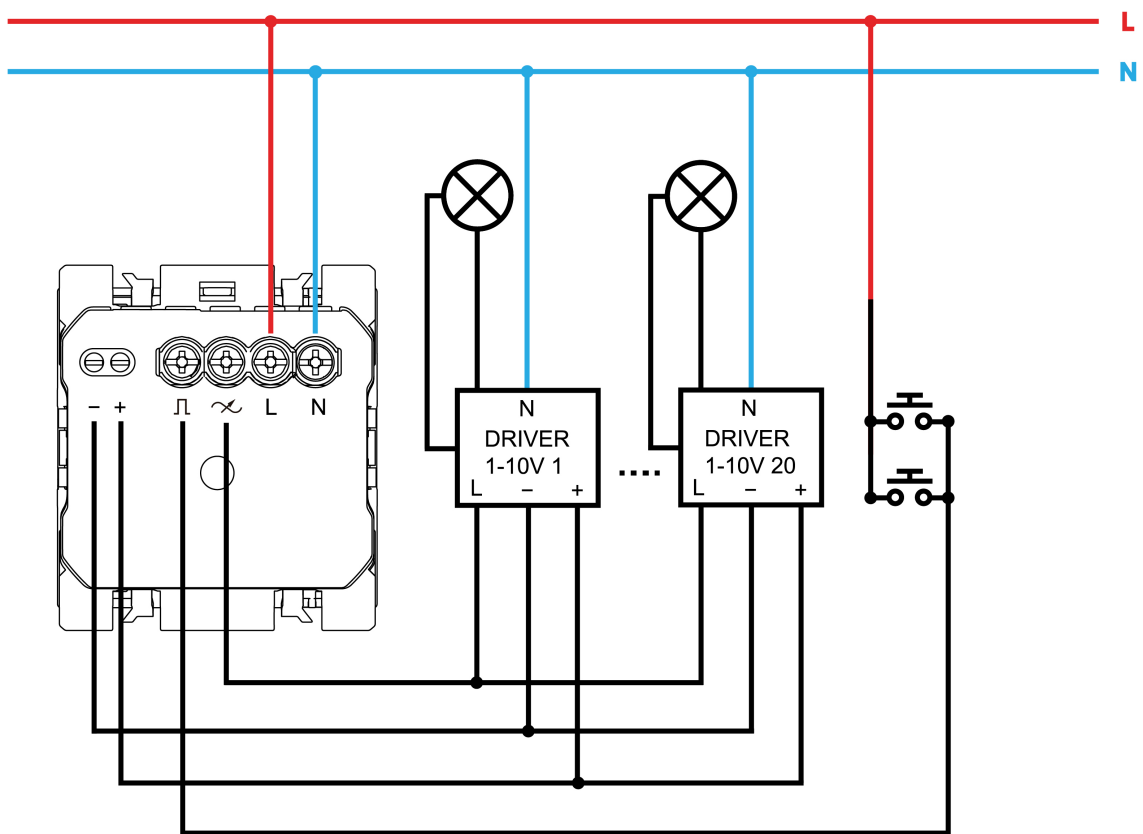 L
N
N
DRIVER
1-10V 1
L − +
.....
N
DRIVER
1-10V 20
L − +
− + L N